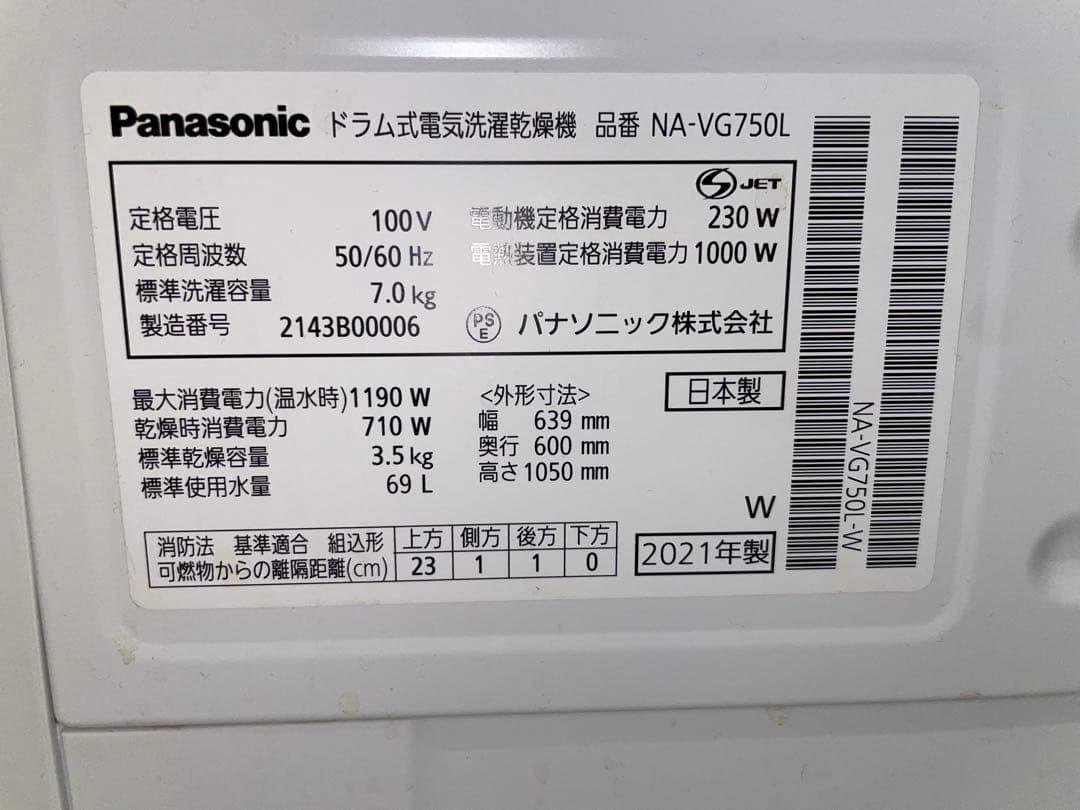 Panasonic ドラム式電気洗濯乾燥機 品番 NA-VG750L
JET
定格電圧 100V 電動機定格消費電力 230 W
定格周波数 50/60 Hz 電熱装置定格消費電力 1000 W
標準洗濯容量 7.0 kg
製造番号 2143B00006 PSE パナソニック株式会社
最大消費電力(温水時) 1190 W <外形寸法> 日本製
乾燥時消費電力 710 W 幅 639 mm
標準乾燥容量 3.5 kg 奥行 600 mm
標準使用水量 69 L 高さ 1050 mm
W
消防法 基準適合 組込形 上方 側方 後方 下方
可燃物からの離隔距離(cm) 23 1 1 0
2021年製
NA-VG750L-W